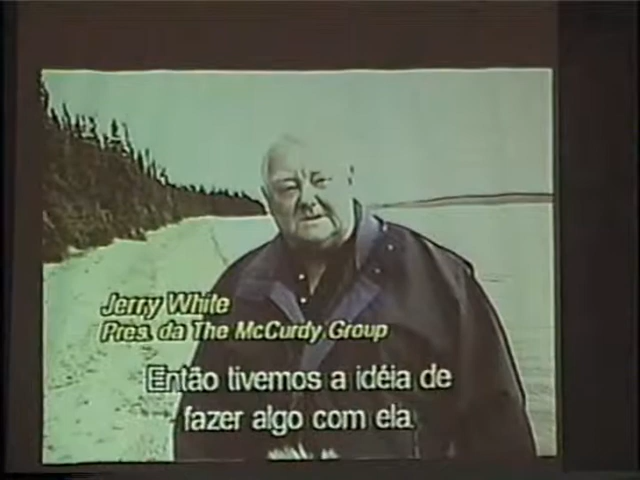 Jerry White
Pres. da The McCurdy Group
Então tivemos a idéia de
fazer algo com ela.